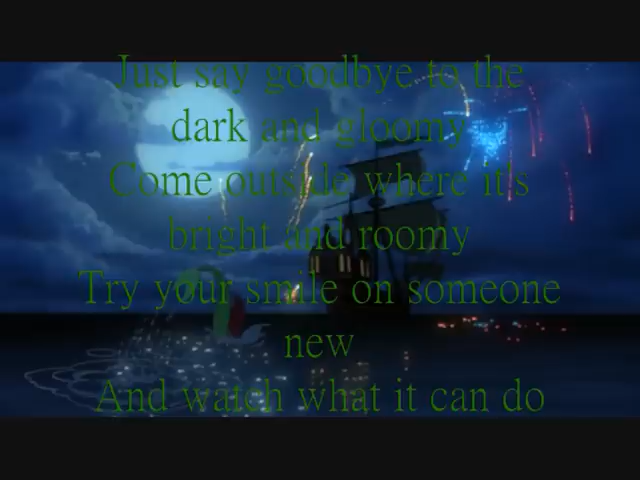 Just say goodbye to the
dark and gloomy
Come outside where it's
bright and roomy
Try your smile on someone
new
And watch what it can do